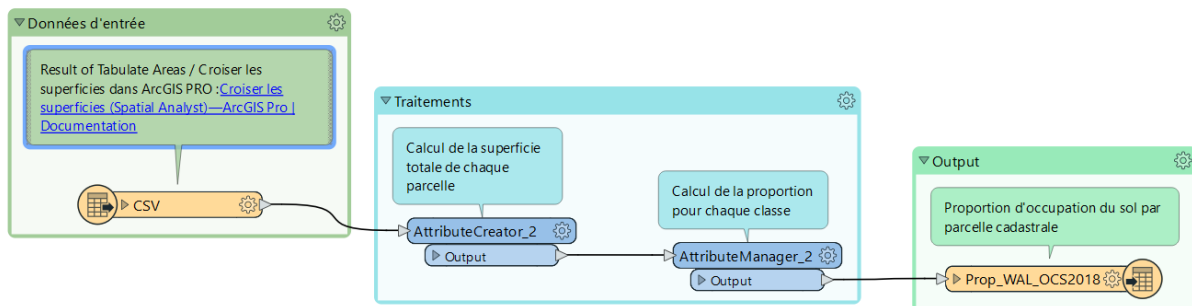 Données d'entrée
Result of Tabulate Areas / Croiser les
superficies dans ArcGIS PRO :Croiser les
superficies (Spatial Analyst)—ArcGIS Pro |
Documentation
CSV
Traitements
Calcul de la superficie
totale de chaque
parcelle
AttributeCreator_2
Output
Calcul de la proportion
pour chaque classe
AttributeManager_2
Output
Output
Proportion d'occupation du sol par
parcelle cadastrale
Prop_WAL_OCS2018